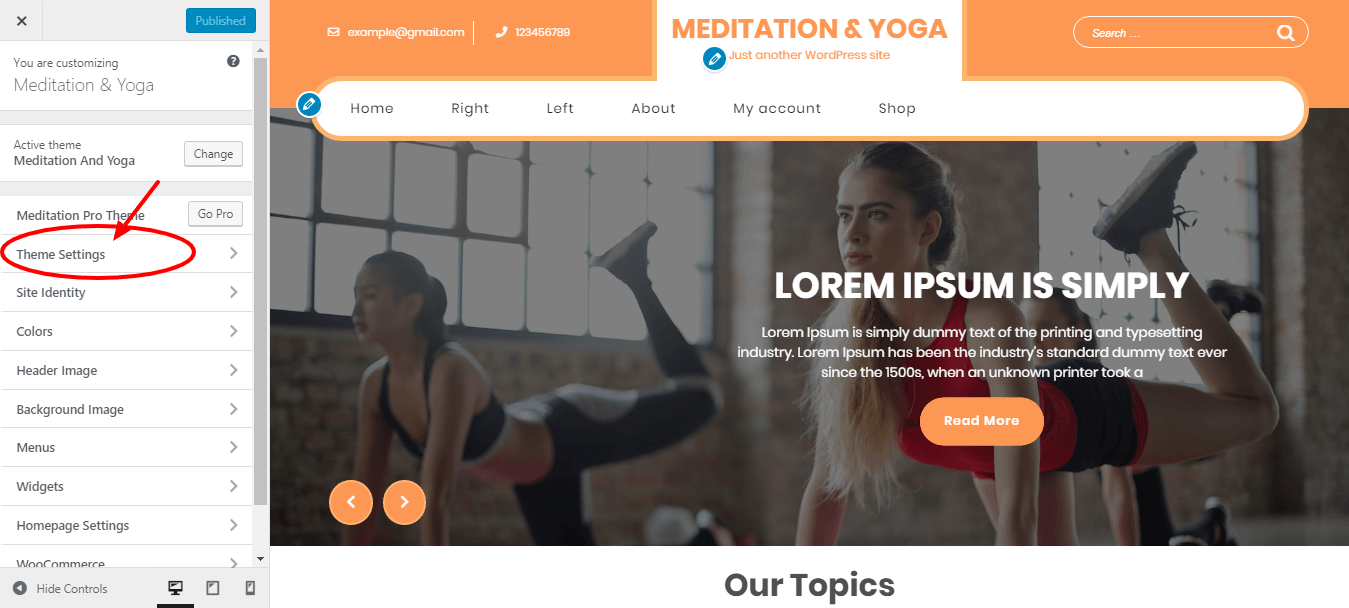 Published
You are customizing
Meditation & Yoga
Active theme
Meditation And Yoga
Change
Meditation Pro Theme
Go Pro
Theme Settings
Site Identity
Colors
Header Image
Background Image
Menus
Widgets
Homepage Settings
WooCommerce
Hide Controls
example@gmail.com
123456789
MEDITATION & YOGA
Just another WordPress site
Search ...
Home Right Left About My account Shop
LOREM IPSUM IS SIMPLY
Lorem Ipsum is simply dummy text of the printing and typesetting
industry. Lorem Ipsum has been the industry's standard dummy text ever
since the 1500s, when an unknown printer took a
Read More
Our Topics